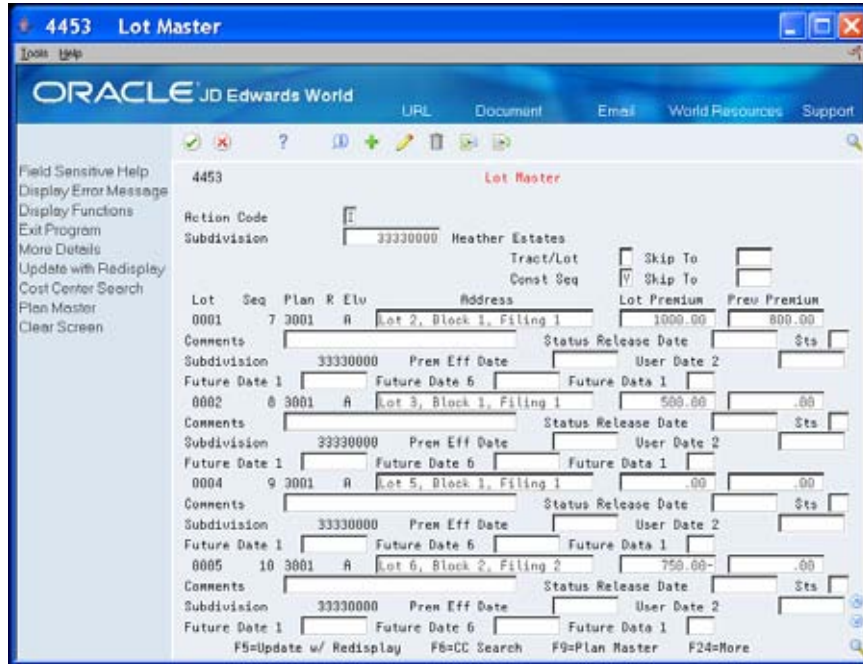 4453 Lot Master
Tools Help
ORACLE JD Edwards World
URL Document Email World Resources Support
Field Sensitive Help
Display Error Message
Display Functions
Exit Program
More Details
Update with Redisplay
Cost Center Search
Plan Master
Clear Screen
4453 Lot Master
Action Code I
Subdivision 33330000 Heather Estates
Tract/Lot Skip To
Const Seq V Skip To
Lot Seq Plan R Elv Address Lot Premium Prev Premium
0001 7 3001 A Lot 2, Block 1, Filing 1 1000.00 800.00
Comments Status Release Date Sts
Subdivision 33330000 Prem Eff Date User Date 2
Future Date 1 Future Date 6 Future Data 1
0002 8 3001 A Lot 3, Block 1, Filing 1 500.00 .00
Comments Status Release Date Sts
Subdivision 33330000 Prem Eff Date User Date 2
Future Date 1 Future Date 6 Future Data 1
0004 9 3001 A Lot 5, Block 1, Filing 1 .00 .00
Comments Status Release Date Sts
Subdivision 33330000 Prem Eff Date User Date 2
Future Date 1 Future Date 6 Future Data 1
0005 10 3001 A Lot 6, Block 2, Filing 2 750.00- .00
Comments Status Release Date Sts
Subdivision 33330000 Prem Eff Date User Date 2
Future Date 1 Future Date 6 Future Data 1
F5=Update w/ Redisplay F6=CC Search F9=Plan Master F24=More